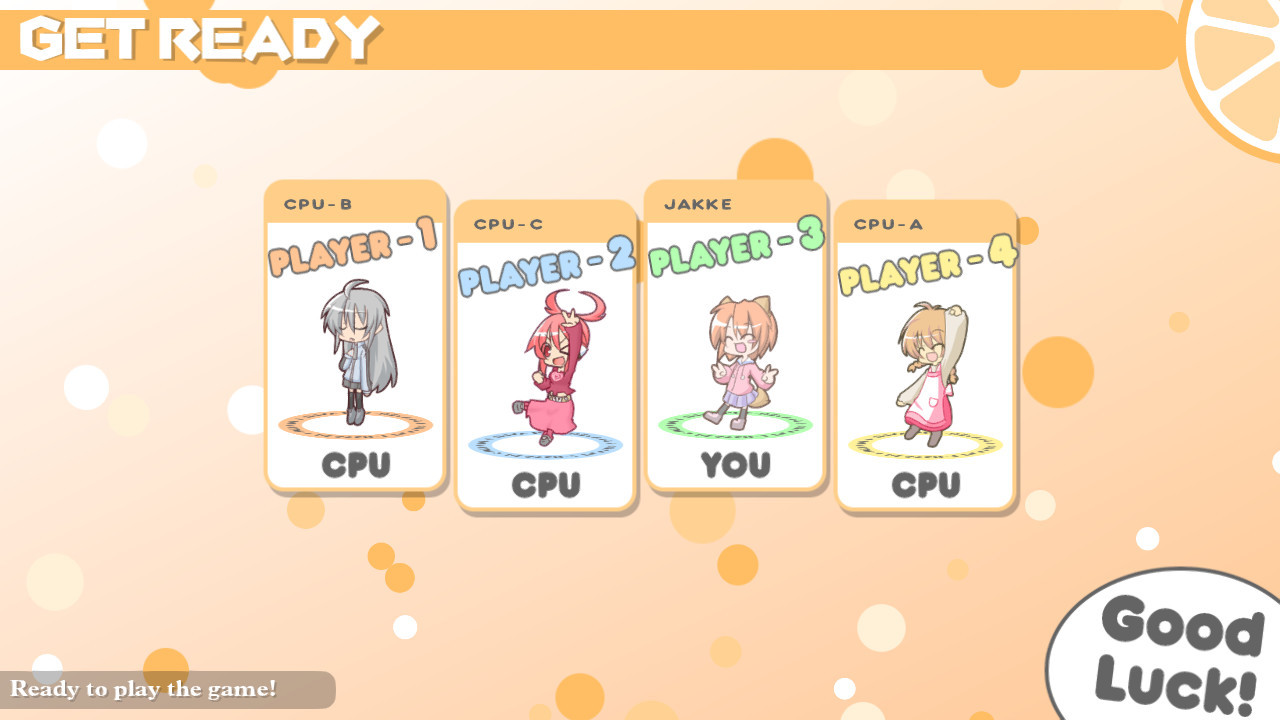 GET READY
CPU-B
PLAYER - 1
CPU
CPU-C
PLAYER - 2
CPU
JAKKE
PLAYER - 3
YOU
CPU-A
PLAYER - 4
CPU
Good
Luck!
Ready to play the game!